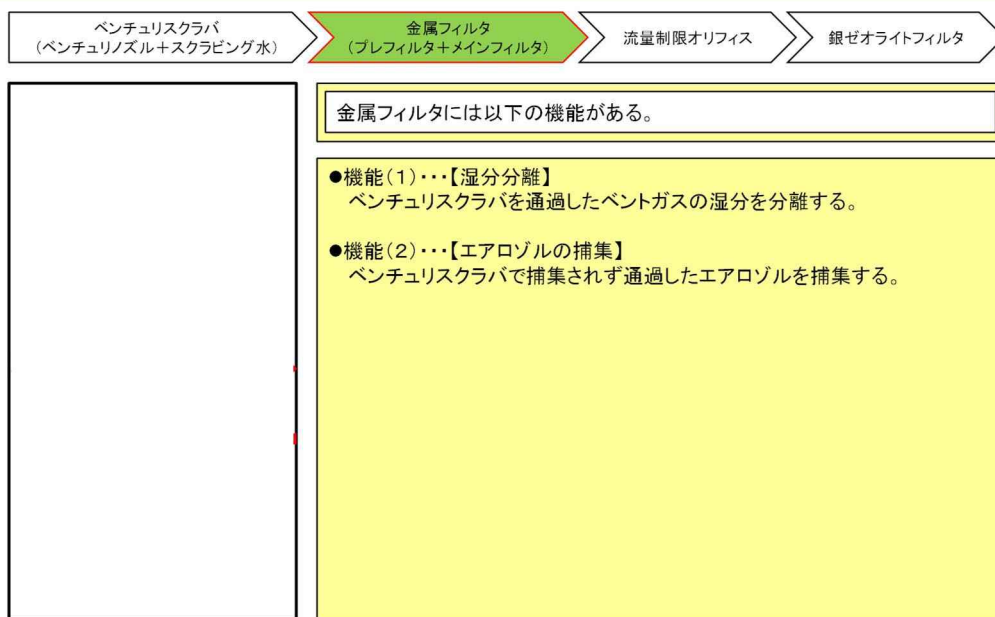 ベンチュリスクラバ
(ベンチュリノズル+スクラビング水)
金属フィルタ
(プレフィルタ+メインフィルタ)
流量制限オリフィス
銀ゼオライトフィルタ
金属フィルタには以下の機能がある。
●機能(1)・・・【湿分分離】
ベンチュリスクラバを通過したベントガスの湿分を分離する。
●機能(2)・・・【エアロゾルの捕集】
ベンチュリスクラバで捕集されず通過したエアロゾルを捕集する。